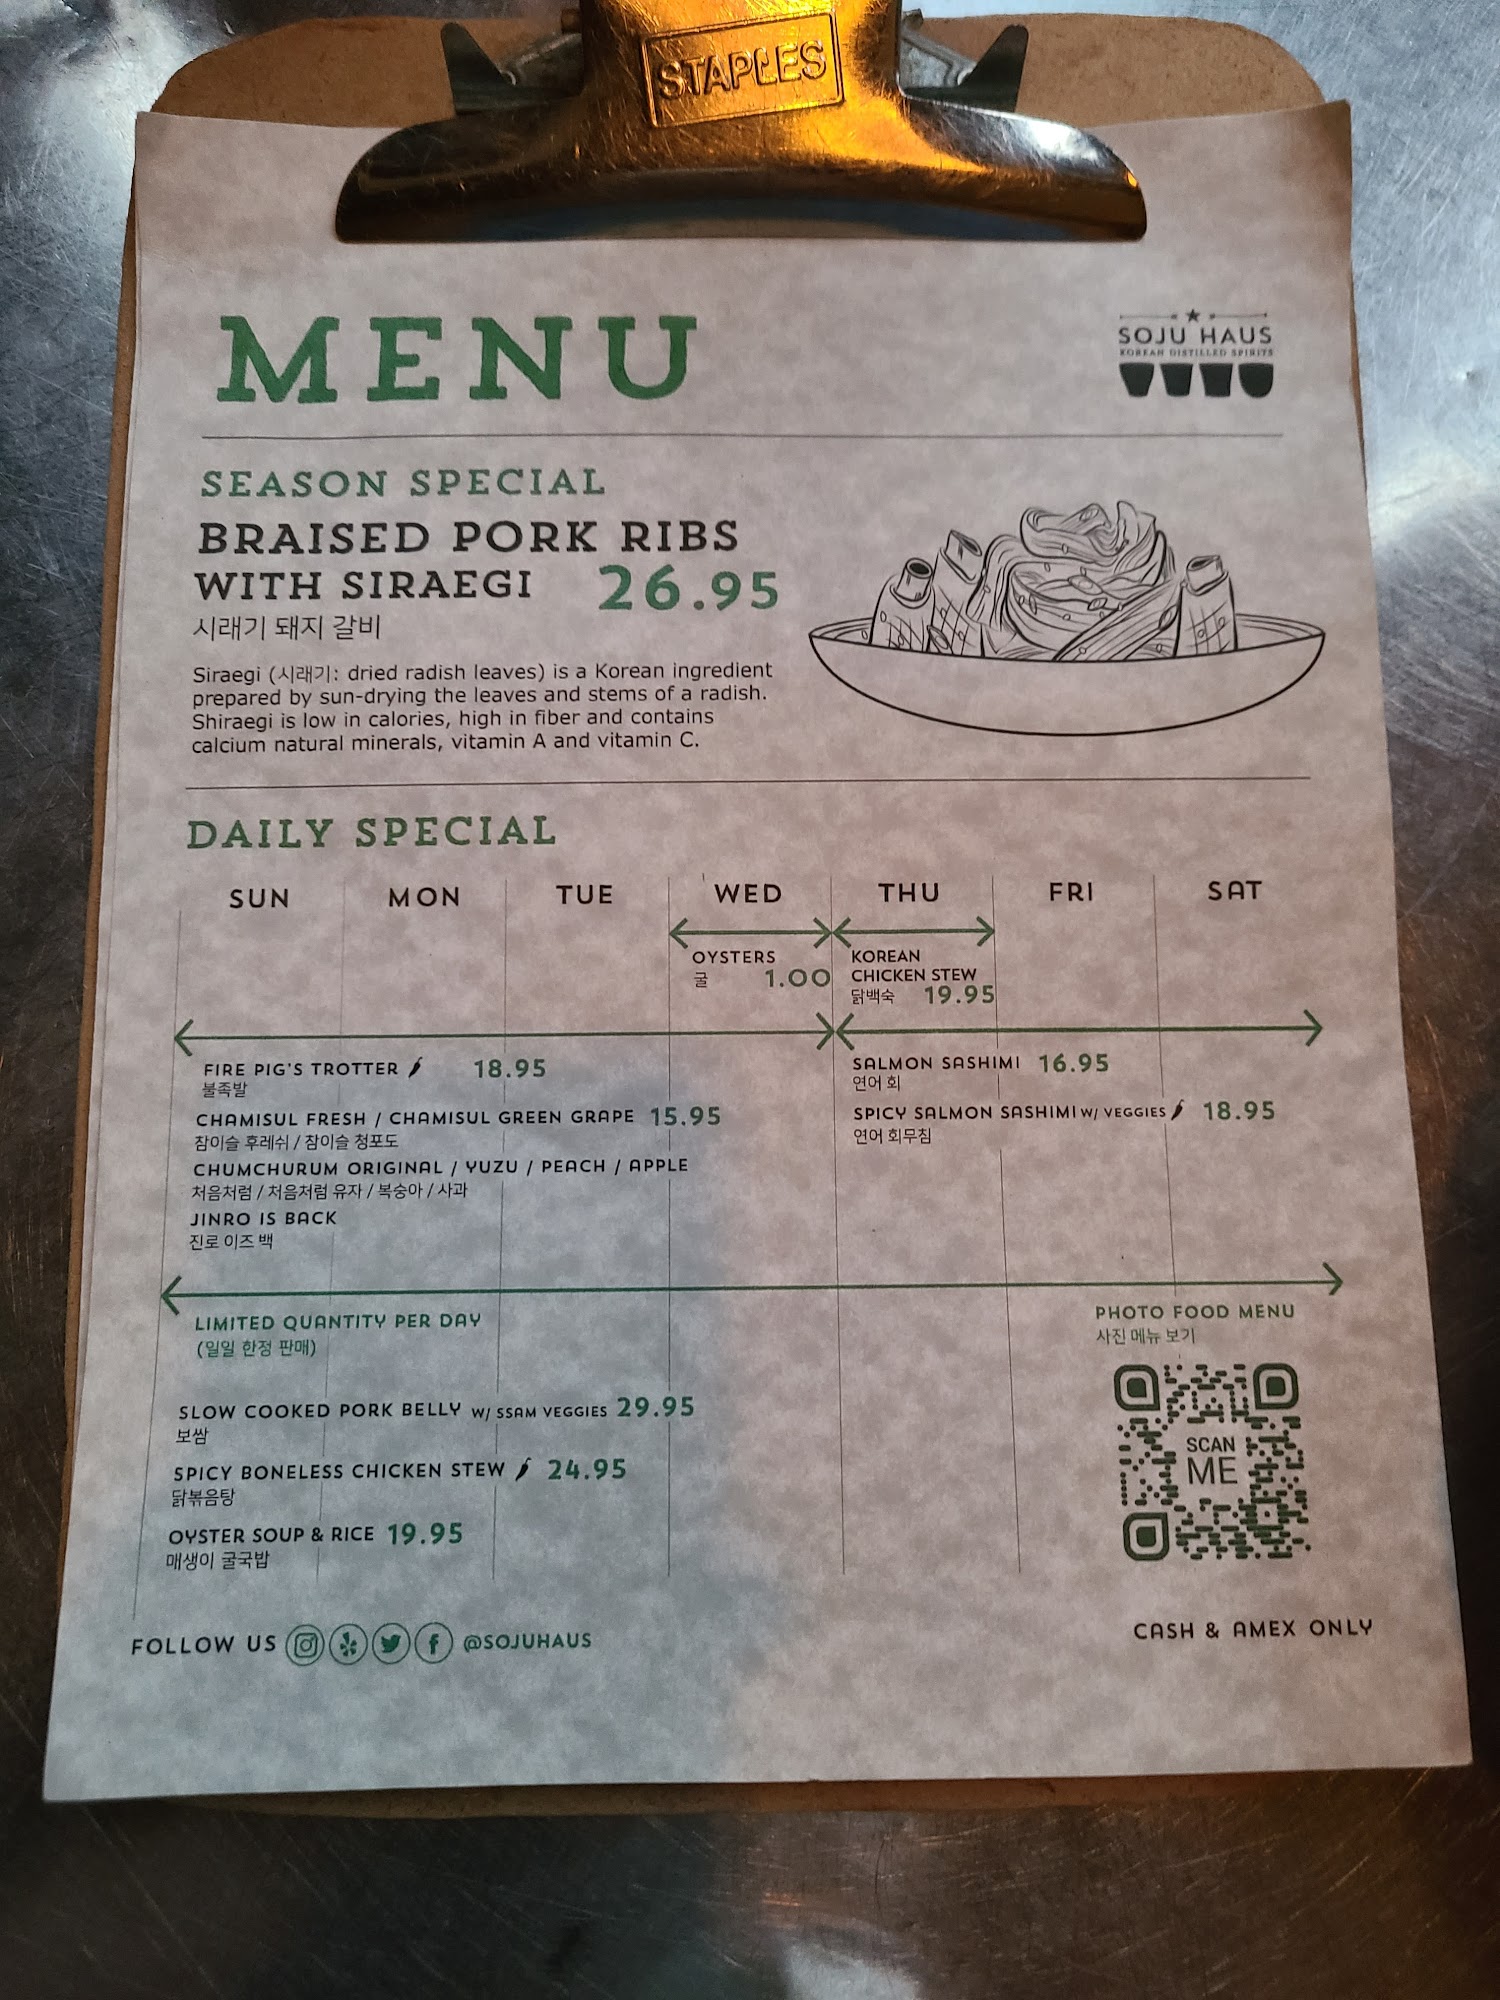 STAPLES
MENU
SOJU HAUS
KOREAN DISTILLED SPIRITS
SEASON SPECIAL
BRAISED PORK RIBS
WITH SIRAEGI 26.95
시래기 돼지 갈비
Siraegi (시래기: dried radish leaves) is a Korean ingredient
prepared by sun-drying the leaves and stems of a radish.
Shiraegi is low in calories, high in fiber and contains
calcium natural minerals, vitamin A and vitamin C.
DAILY SPECIAL
SUN MON TUE WED THU FRI SAT
OYSTERS
굴 1.00
KOREAN
CHICKEN STEW
닭백숙 19.95
FIRE PIG'S TROTTER 18.95
불족발
CHAMISUL FRESH / CHAMISUL GREEN GRAPE 15.95
참이슬 후레쉬 / 참이슬 청포도
CHUMCHURUM ORIGINAL / YUZU / PEACH / APPLE
처음처럼 / 처음처럼 유자 / 복숭아 / 사과
JINRO IS BACK
진로 이즈 백
SALMON SASHIMI 16.95
연어 회
SPICY SALMON SASHIMI W/ VEGGIES 18.95
연어 회무침
LIMITED QUANTITY PER DAY
(일일 한정 판매)
SLOW COOKED PORK BELLY W/ SSAM VEGGIES 29.95
보쌈
SPICY BONELESS CHICKEN STEW 24.95
닭볶음탕
OYSTER SOUP & RICE 19.95
매생이 굴국밥
PHOTO FOOD MENU
사진 메뉴 보기
SCAN
ME
FOLLOW US @SOJUHAUS
CASH & AMEX ONLY